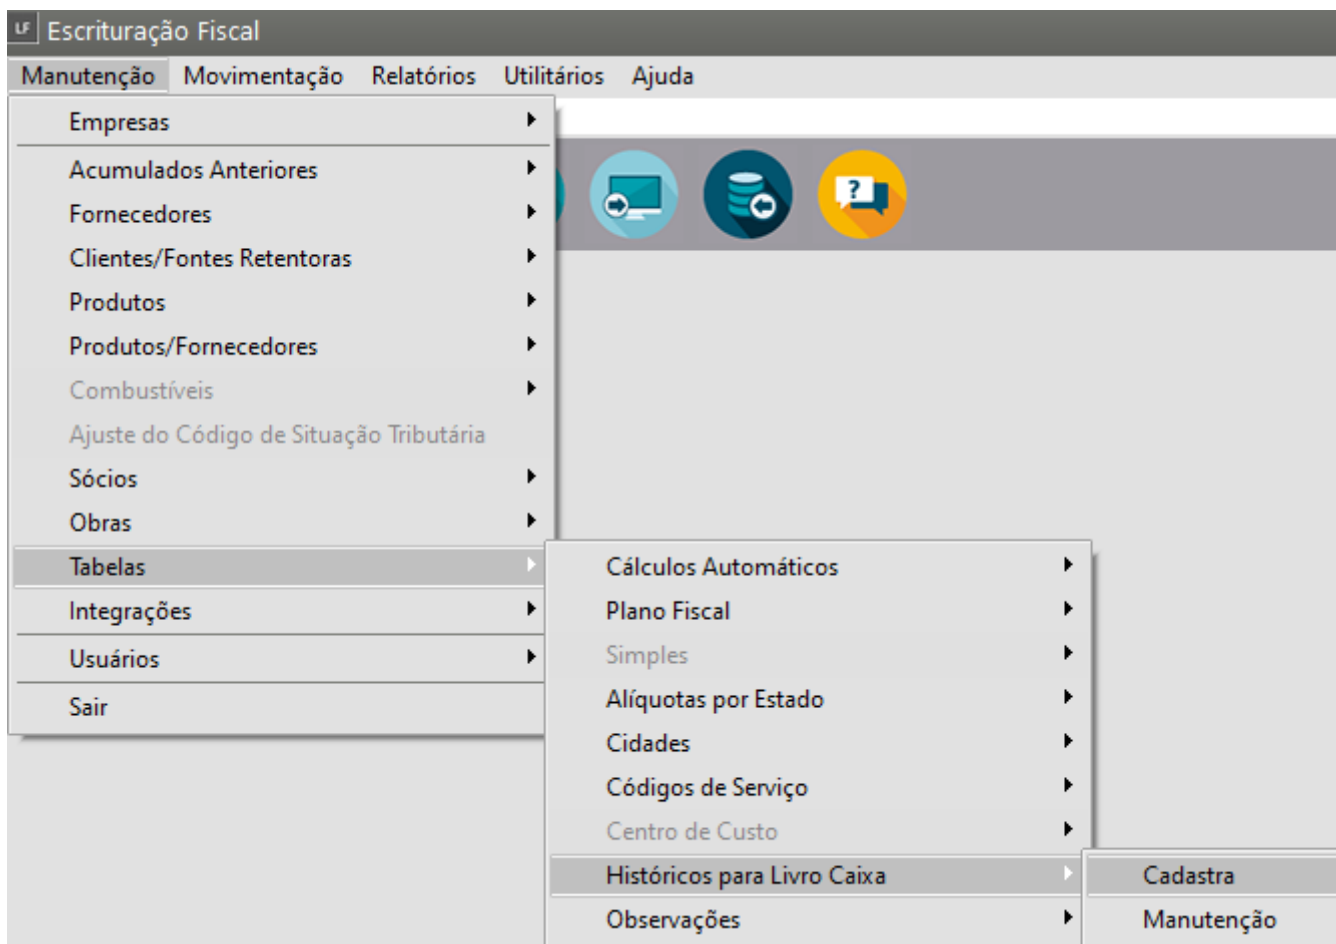 LF Escrituração Fiscal
Manutenção Movimentação Relatórios Utilitários Ajuda
Empresas
Acumulados Anteriores
Fornecedores
Clientes/Fontes Retentoras
?
Produtos
Produtos/Fornecedores
Combustíveis
Ajuste do Código de Situação Tributária
Sócios
Obras
Tabelas
Integrações
Usuários
Sair
Cálculos Automáticos
Plano Fiscal
Simples
Alíquotas por Estado
Cidades
Códigos de Serviço
Centro de Custo
Históricos para Livro Caixa
Observações
Cadastra
Manutenção